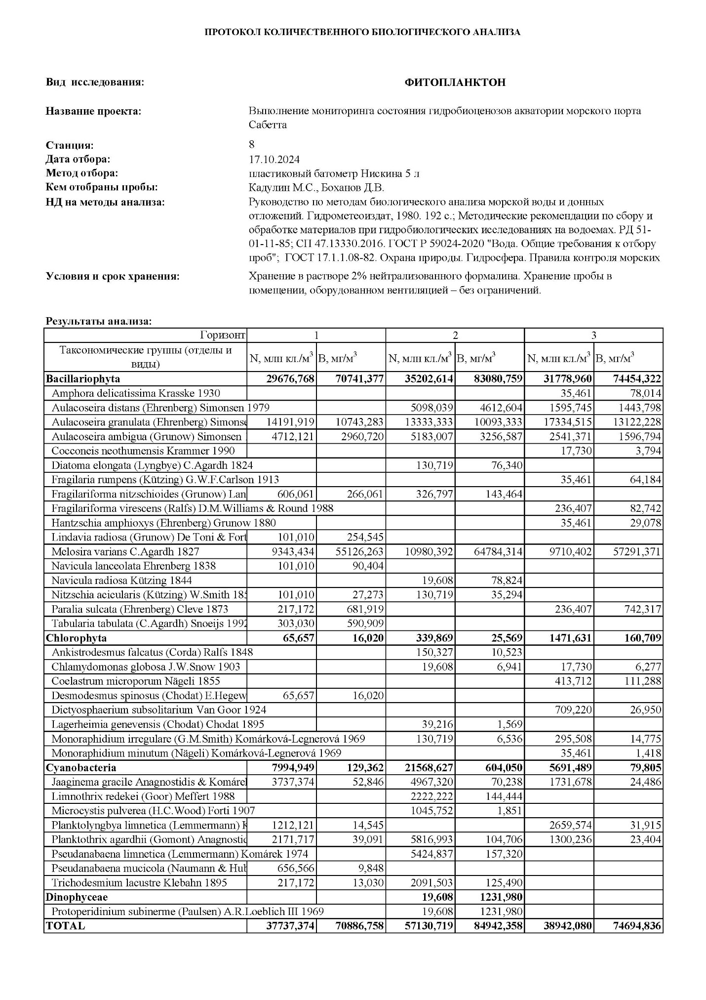 ПРОТОКОЛ КОЛИЧЕСТВЕННОГО БИОЛОГИЧЕСКОГО АНАЛИЗА
Вид исследования: ФИТОПЛАНКТОН
Название проекта: Выполнение мониторинга состояния гидробиоценозов акватории морского порта
Сабетта
Станция: 8
Дата отбора: 17.10.2024
Метод отбора: пластиковый батометр Нискина 5 л
Кем отобраны пробы: Кадулин М.С., Боханов Д.В.
НД на методы анализа: Руководство по методам биологического анализа морской воды и донных
отложений. Гидрометеоиздат, 1980. 192 с.; Методические рекомендации по сбору и
обработке материалов при гидробиологических исследованиях на водоемах. РД 51-
01-11-85; СП 47.13330.2016. ГОСТ Р 59024-2020 "Вода. Общие требования к отбору
проб"; ГОСТ 17.1.1.08-82. Охрана природы. Гидросфера. Правила контроля морских
Условия и срок хранения: Хранение в растворе 2% нейтрализованного формалина. Хранение пробы в
помещении, оборудованном вентиляцией – без ограничений.
Результаты анализа:
Горизонт 1 2 3
Таксономические группы (отделы и
виды) N, млн кл./м³ B, мг/м³ N, млн кл./м³ B, мг/м³ N, млн кл./м³ B, мг/м³
Bacillariophyta 29676,768 70741,377 35202,614 83080,759 31778,960 74454,322
Amphora delicatissima Krasske 1930 35,461 78,014
Aulacoseira distans (Ehrenberg) Simonsen 1979 5098,039 4612,604 1595,745 1443,798
Aulacoseira granulata (Ehrenberg) Simonse 14191,919 10743,283 13333,333 10093,333 17334,515 13122,228
Aulacoseira ambigua (Grunow) Simonsen 4712,121 2960,720 5183,007 3256,587 2541,371 1596,794
Cocconeis neothumensis Krammer 1990 17,730 3,794
Diatoma elongata (Lyngbye) C.Agardh 1824 130,719 76,340
Fragilaria rumpens (Kützing) G.W.F.Carlson 1913 35,461 64,184
Fragilariforma nitzschioides (Grunow) Lan 606,061 266,061 326,797 143,464
Fragilariforma virescens (Ralfs) D.M.Williams & Round 1988 236,407 82,742
Hantzschia amphioxys (Ehrenberg) Grunow 1880 35,461 29,078
Lindavia radiosa (Grunow) De Toni & Fort 101,010 254,545
Melosira varians C.Agardh 1827 9343,434 55126,263 10980,392 64784,314 9710,402 57291,371
Navicula lanceolata Ehrenberg 1838 101,010 90,404
Navicula radiosa Kützing 1844 19,608 78,824
Nitzschia acicularis (Kützing) W.Smith 185 101,010 27,273 130,719 35,294
Paralia sulcata (Ehrenberg) Cleve 1873 217,172 681,919 236,407 742,317
Tabularia tabulata (C.Agardh) Snoeijs 1992 303,030 590,909
Chlorophyta 65,657 16,020 339,869 25,569 1471,631 160,709
Ankistrodesmus falcatus (Corda) Ralfs 1848 150,327 10,523
Chlamydomonas globosa J.W.Snow 1903 19,608 6,941 17,730 6,277
Coelastrum microporum Nägeli 1855 413,712 111,288
Desmodesmus spinosus (Chodat) E.Hegew 65,657 16,020
Dictyosphaerium subsolitarium Van Goor 1924 709,220 26,950
Lagerheimia genevensis (Chodat) Chodat 1895 39,216 1,569
Monoraphidium irregulare (G.M.Smith) Komárková-Legnerová 1969 130,719 6,536 295,508 14,775
Monoraphidium minutum (Nägeli) Komárková-Legnerová 1969 35,461 1,418
Cyanobacteria 7994,949 129,362 21568,627 604,050 5691,489 79,805
Jaaginema gracile Anagnostidis & Komárel 3737,374 52,846 4967,320 70,238 1731,678 24,486
Limnothrix redekei (Goor) Meffert 1988 2222,222 144,444
Microcystis pulverea (H.C.Wood) Forti 1907 1045,752 1,851
Planktolyngbya limnetica (Lemmermann) K 1212,121 14,545 2659,574 31,915
Planktothrix agardhii (Gomont) Anagnostic 2171,717 39,091 5816,993 104,706 1300,236 23,404
Pseudanabaena limnetica (Lemmermann) Komárek 1974 5424,837 157,320
Pseudanabaena mucicola (Naumann & Hub 656,566 9,848
Trichodesmium lacustre Klebahn 1895 217,172 13,030 2091,503 125,490
Dinophyceae 19,608 1231,980
Protoperidinium subinerme (Paulsen) A.R.Loeblich III 1969 19,608 1231,980
TOTAL 37737,374 70886,758 57130,719 84942,358 38942,080 74694,836